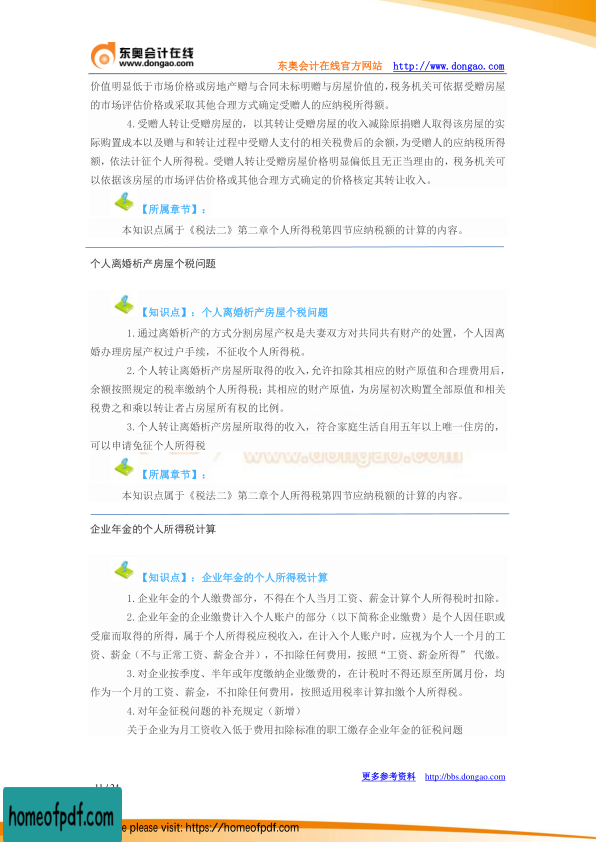 东奥会计在线
www.dongao.com
东奥会计在线官方网站 http://www.dongao.com
价值明显低于市场价格或房地产赠与合同未标明赠与房屋价值的，税务机关可依据受赠房屋
的市场评估价格或采取其他合理方式确定受赠人的应纳税所得额。
4.受赠人转让受赠房屋的，以其转让受赠房屋的收入减除原捐赠人取得该房屋的实
际购置成本以及赠与和转让过程中受赠人支付的相关税费后的余额，为受赠人的应纳税所得
额，依法计征个人所得税。受赠人转让受赠房屋价格明显偏低且无正当理由的，税务机关可
以依据该房屋的市场评估价格或其他合理方式确定的价格核定其转让收入。
【所属章节】：
本知识点属于《税法二》第二章个人所得税第四节应纳税额的计算的内容。
个人离婚析产房屋个税问题
【知识点】：个人离婚析产房屋个税问题
1.通过离婚析产的方式分割房屋产权是夫妻双方对共同共有财产的处置，个人因离
婚办理房屋产权过户手续，不征收个人所得税。
2.个人转让离婚析产房屋所取得的收入，允许扣除其相应的财产原值和合理费用后，
余额按照规定的税率缴纳个人所得税；其相应的财产原值，为房屋初次购置全部原值和相关
税费之和乘以转让者占房屋所有权的比例。
3.个人转让离婚析产房屋所取得的收入，符合家庭生活自用五年以上唯一住房的，
可以申请免征个人所得税
www.dongao.com
【所属章节】：
本知识点属于《税法二》第二章个人所得税第四节应纳税额的计算的内容。
企业年金的个人所得税计算
【知识点】：企业年金的个人所得税计算
1.企业年金的个人缴费部分，不得在个人当月工资、薪金计算个人所得税时扣除。
2.企业年金的企业缴费计入个人账户的部分（以下简称企业缴费）是个人因任职或
受雇而取得的所得，属于个人所得税应税收入，在计入个人账户时，应视为个人一个月的工
资、薪金（不与正常工资、薪金合并），不扣除任何费用，按照“工资、薪金所得” 代缴。
3.对企业按季度、半年或年度缴纳企业缴费的，在计税时不得还原至所属月份，均
作为一个月的工资、薪金，不扣除任何费用，按照适用税率计算扣缴个人所得税。
4.对年金征税问题的补充规定（新增）
关于企业为月工资收入低于费用扣除标准的职工缴存企业年金的征税问题
更多参考资料 http://bbs.dongao.com
homeofpdf.com
please visit: https://homeofpdf.com